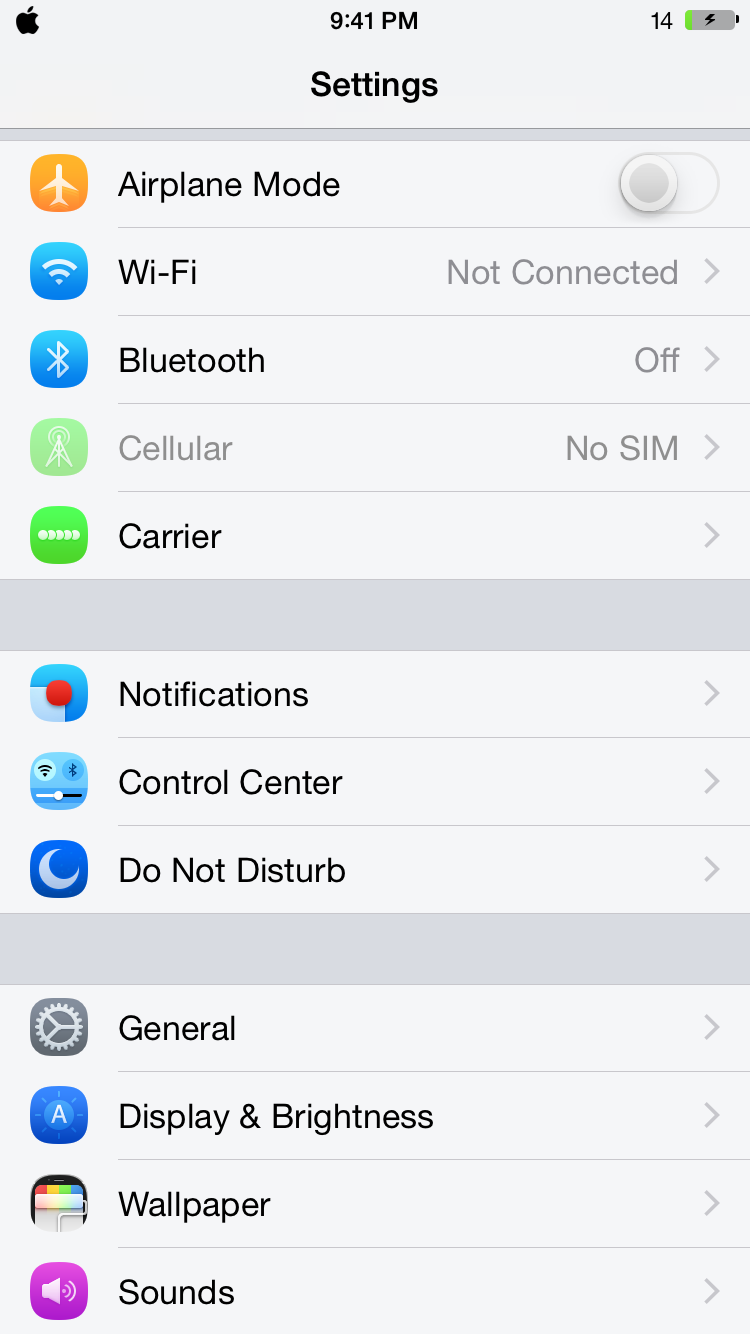 9:41 PM 14
Settings
Airplane Mode
Wi-Fi Not Connected
Bluetooth Off
Cellular No SIM
Carrier
Notifications
Control Center
Do Not Disturb
General
A Display & Brightness
Wallpaper
Sounds